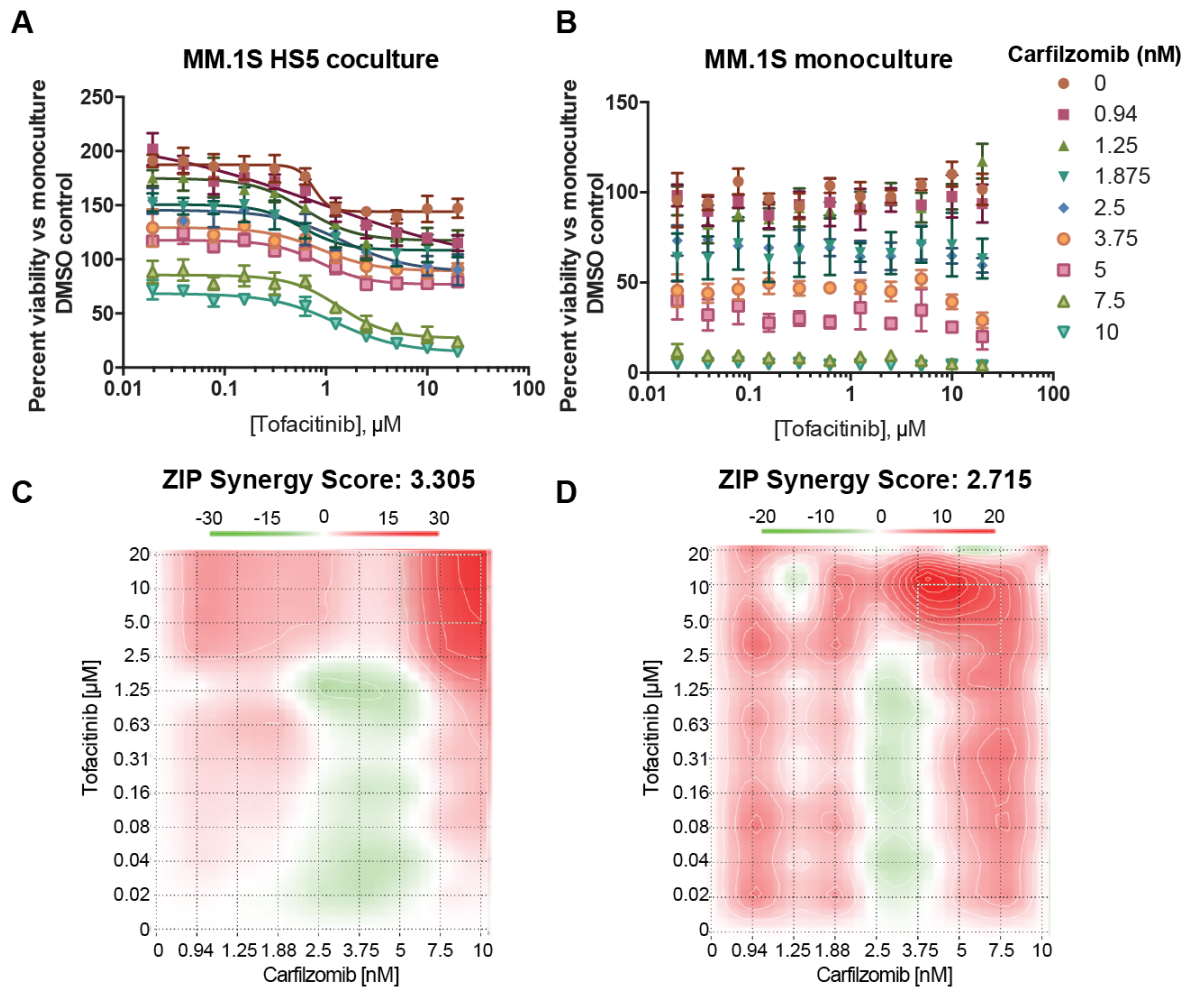 A
MM.1S HS5 coculture
Percent viability vs monoculture
DMSO control
250
200
150
100
50
0
0.01 0.1 1 10 100
[Tofacitinib], µM
B
MM.1S monoculture
Percent viability vs monoculture
DMSO control
150
100
50
0
0.01 0.1 1 10 100
[Tofacitinib], µM
Carfilzomib (nM)
0
0.94
1.25
1.875
2.5
3.75
5
7.5
10
C
ZIP Synergy Score: 3.305
-30 -15 0 15 30
Tofacitinib [µM]
20
10
5.0
2.5
1.25
0.63
0.31
0.16
0.08
0.04
0.02
0
0 0.94 1.25 1.88 2.5 3.75 5 7.5 10
Carfilzomib [nM]
D
ZIP Synergy Score: 2.715
-20 -10 0 10 20
Tofacitinib [µM]
20
10
5.0
2.5
1.25
0.63
0.31
0.16
0.08
0.04
0.02
0
0 0.94 1.25 1.88 2.5 3.75 5 7.5 10
Carfilzomib [nM]